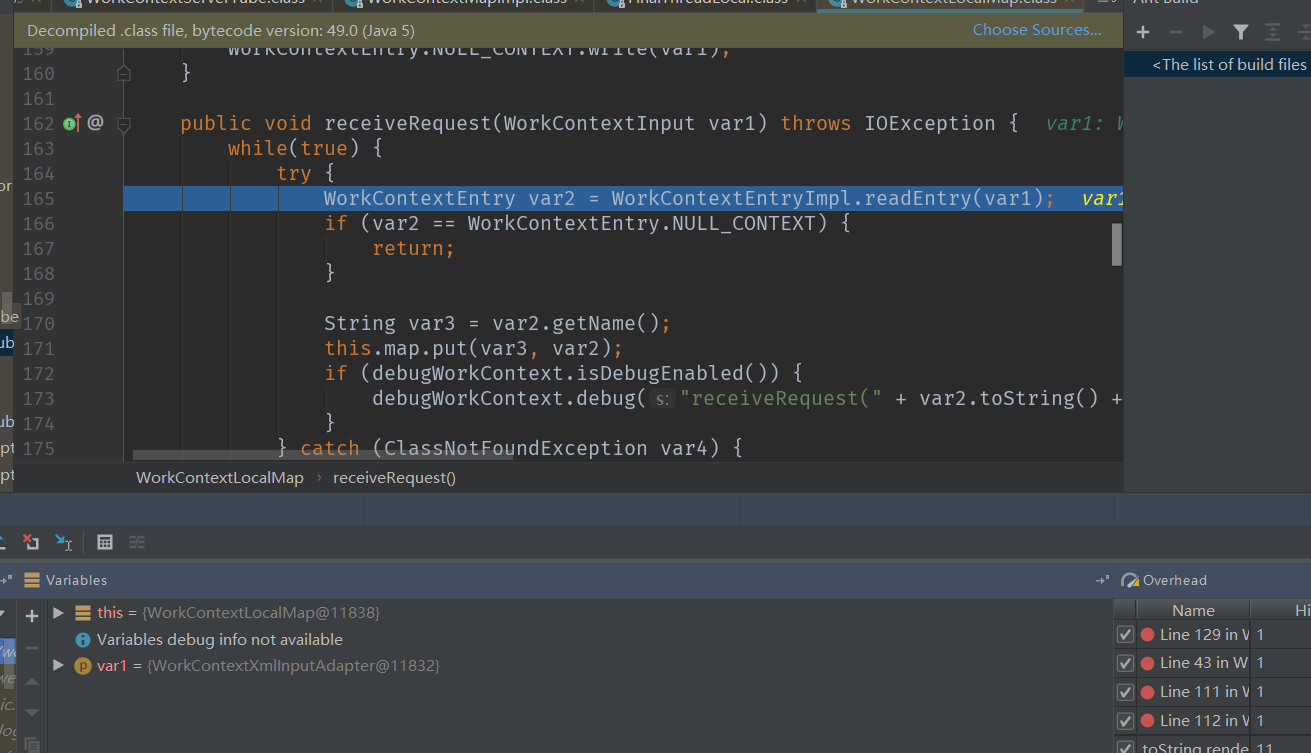 WorkContextServerTube.class
WorkContextMapImpl.class
FinalThreadLocal.class
WorkContextLocalMap.class
Ant Build
Decompiled .class file, bytecode version: 49.0 (Java 5)
Choose Sources...
<The list of build files
159 WorkContextEntry.NULL_CONTEXT.write(var1);
160 }
161
162 @ public void receiveRequest(WorkContextInput var1) throws IOException { var1:
163 while(true) {
164 try {
165 WorkContextEntry var2 = WorkContextEntryImpl.readEntry(var1); var1
166 if (var2 == WorkContextEntry.NULL_CONTEXT) {
167 return;
168 }
169
170 String var3 = var2.getName();
171 this.map.put(var3, var2);
172 if (debugWorkContext.isDebugEnabled()) {
173 debugWorkContext.debug( s: "receiveRequest(" + var2.toString() +
174 }
175 } catch (ClassNotFoundException var4) {
WorkContextLocalMap › receiveRequest()
Variables
Overhead
this = {WorkContextLocalMap@11838}
Variables debug info not available
var1 = {WorkContextXmlInputAdapter@11832}
Name Hi
Line 129 in W 1
Line 43 in W 1
Line 111 in W 1
Line 112 in W 1
toString rende 11